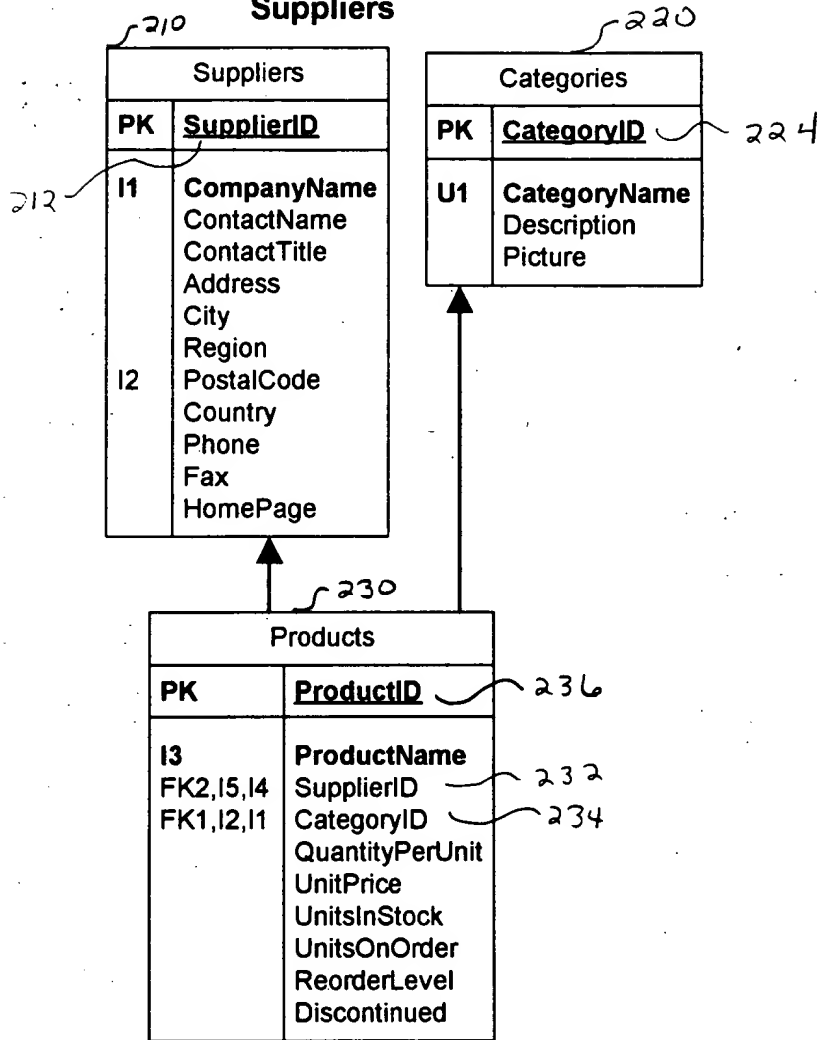 Suppliers
210
Suppliers
PK SupplierID
212
I1 CompanyName
ContactName
ContactTitle
Address
City
Region
I2 PostalCode
Country
Phone
Fax
HomePage
220
Categories
PK CategoryID 224
U1 CategoryName
Description
Picture
230
Products
PK ProductID 236
I3 ProductName
FK2,I5,I4 SupplierID 232
FK1,I2,I1 CategoryID 234
QuantityPerUnit
UnitPrice
UnitsInStock
UnitsOnOrder
ReorderLevel
Discontinued